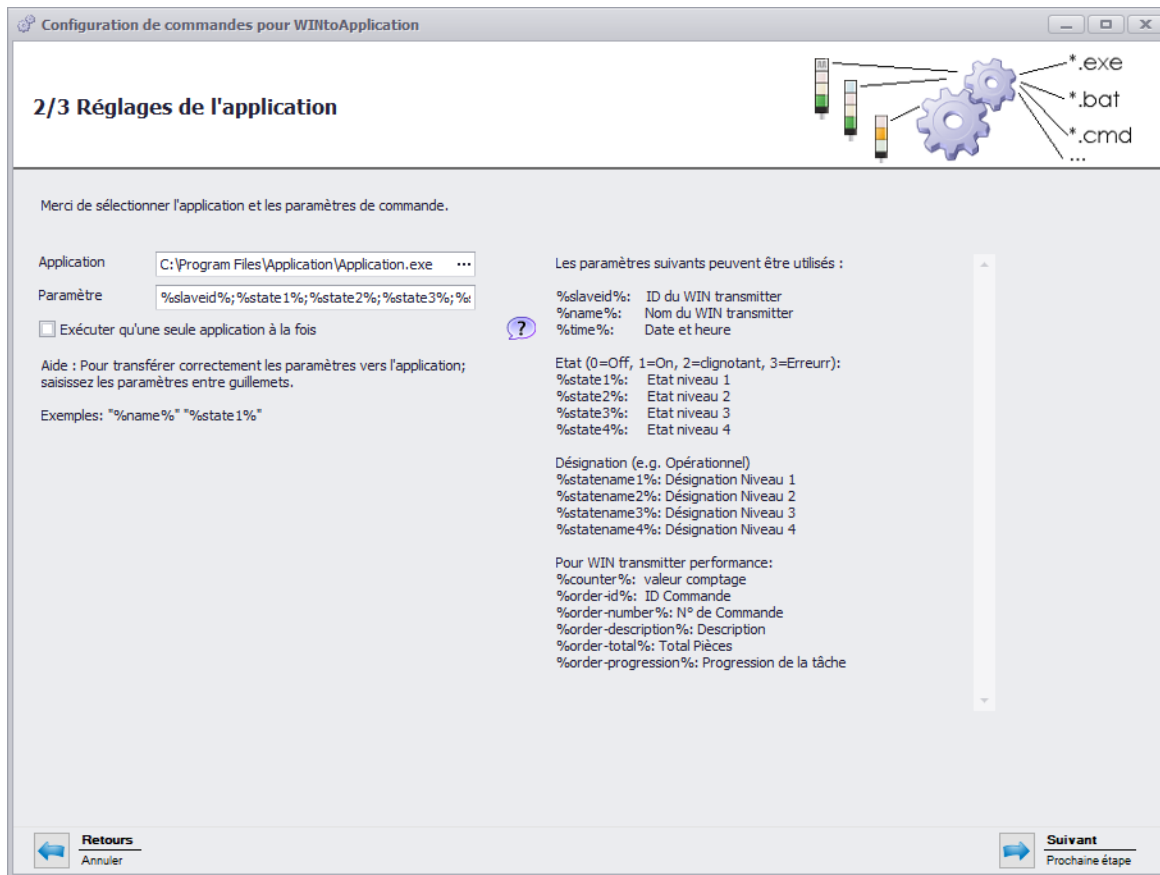 Configuration de commandes pour WINtoApplication
2/3 Réglages de l'application
*.exe
*.bat
*.cmd
...
Merci de sélectionner l'application et les paramètres de commande.
Application
C:\Program Files\Application\Application.exe ...
Paramètre
%slaveid%;%state1%;%state2%;%state3%;%s
Exécuter qu'une seule application à la fois
?
Aide : Pour transférer correctement les paramètres vers l'application;
saisissez les paramètres entre guillemets.
Exemples: "%name%" "%state1%"
Les paramètres suivants peuvent être utilisés :
%slaveid%: ID du WIN transmitter
%name%: Nom du WIN transmitter
%time%: Date et heure
Etat (0=Off, 1=On, 2=clignotant, 3=Erreurr):
%state1%: Etat niveau 1
%state2%: Etat niveau 2
%state3%: Etat niveau 3
%state4%: Etat niveau 4
Désignation (e.g. Opérationnel)
%statename1%: Désignation Niveau 1
%statename2%: Désignation Niveau 2
%statename3%: Désignation Niveau 3
%statename4%: Désignation Niveau 4
Pour WIN transmitter performance:
%counter%: valeur comptage
%order-id%: ID Commande
%order-number%: N° de Commande
%order-description%: Description
%order-total%: Total Pièces
%order-progression%: Progression de la tâche
Retours
Annuler
Suivant
Prochaine étape